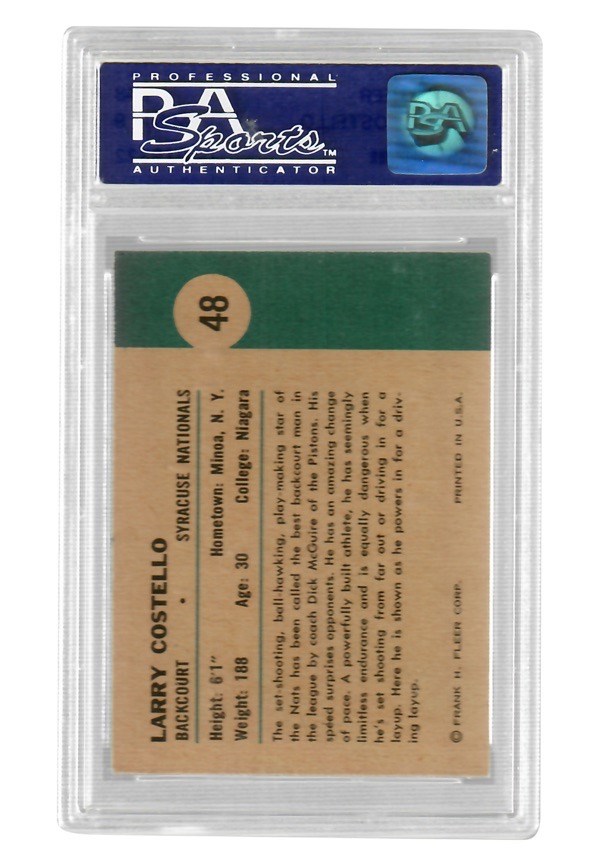 PROFESSIONAL
PSA
Sports™
AUTHENTICATOR
PSA
48
LARRY COSTELLO
BACKCOURT • SYRACUSE NATIONALS
Height: 6'1" Hometown: Minoa, N. Y.
Weight: 188 Age: 30 College: Niagara
The set-shooting, ball-hawking, play-making star of
the Nats has been called the best backcourt man in
the league by coach Dick McGuire of the Pistons. His
speed surprises opponents. He has an amazing change
of pace. A powerfully built athlete, he has seemingly
limitless endurance and is equally dangerous when
he's set shooting from far out or driving in for a
layup. Here he is shown as he powers in for a driv-
ing layup.
© FRANK H. FLEER CORP. PRINTED IN U.S.A.